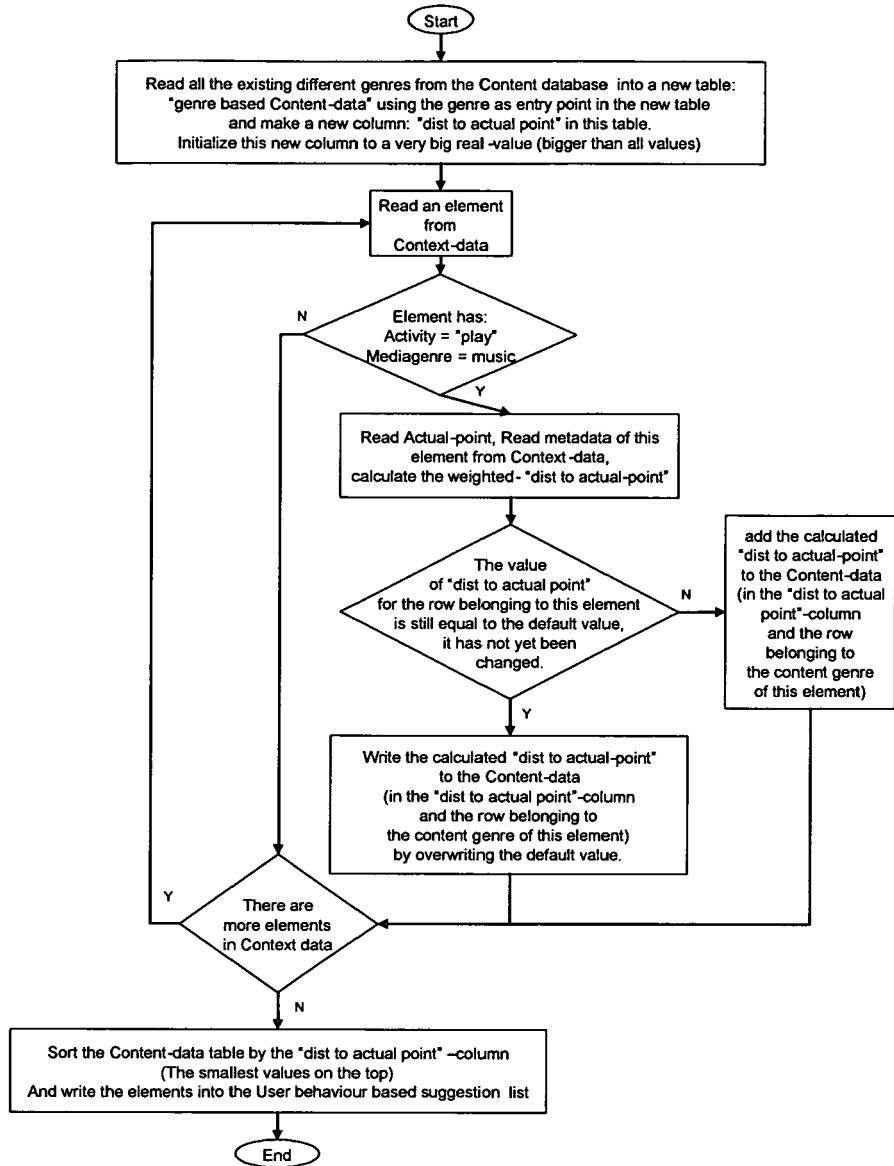 Start
Read all the existing different genres from the Content database into a new table:
"genre based Content-data" using the genre as entry point in the new table
and make a new column: "dist to actual point" in this table.
Initialize this new column to a very big real-value (bigger than all values)
Read an element
from
Context-data
N
Element has:
Activity = "play"
Mediagenre = music
Y
Read Actual-point, Read metadata of this
element from Context-data,
calculate the weighted- "dist to actual-point"
The value
of "dist to actual point"
for the row belonging to this element
is still equal to the default value,
it has not yet been
changed.
N
add the calculated
"dist to actual-point"
to the Content-data
(in the "dist to actual
point"-column
and the row
belonging to
the content genre
of this element)
Y
Write the calculated "dist to actual-point"
to the Content-data
(in the "dist to actual point"-column
and the row belonging to
the content genre of this element)
by overwriting the default value.
Y
There are
more elements
in Context data
N
Sort the Content-data table by the "dist to actual point" –column
(The smallest values on the top)
And write the elements into the User behaviour based suggestion list
End